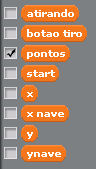 atirando
botao tiro
pontos
start
x
x nave
y
ynave